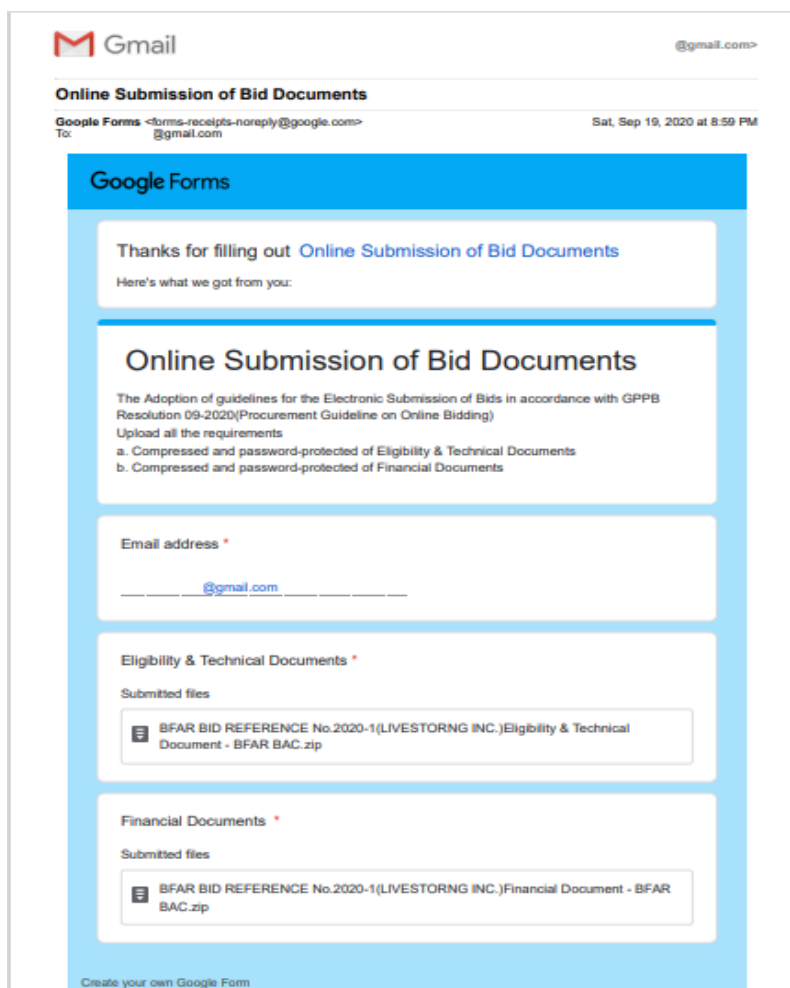 Gmail
@gmail.com>
Online Submission of Bid Documents
Google Forms <forms-receipts-noreply@google.com>
Sat, Sep 19, 2020 at 8:59 PM
To: @gmail.com
Google Forms
Thanks for filling out Online Submission of Bid Documents
Here's what we got from you:
Online Submission of Bid Documents
The Adoption of guidelines for the Electronic Submission of Bids in accordance with GPPB
Resolution 09-2020(Procurement Guideline on Online Bidding)
Upload all the requirements
a. Compressed and password-protected of Eligibility & Technical Documents
b. Compressed and password-protected of Financial Documents
Email address *
@gmail.com
Eligibility & Technical Documents *
Submitted files
BFAR BID REFERENCE No.2020-1(LIVESTORNG INC.)Eligibility & Technical
Document - BFAR BAC.zip
Financial Documents *
Submitted files
BFAR BID REFERENCE No.2020-1(LIVESTORNG INC.)Financial Document - BFAR
BAC.zip
Create your own Google Form